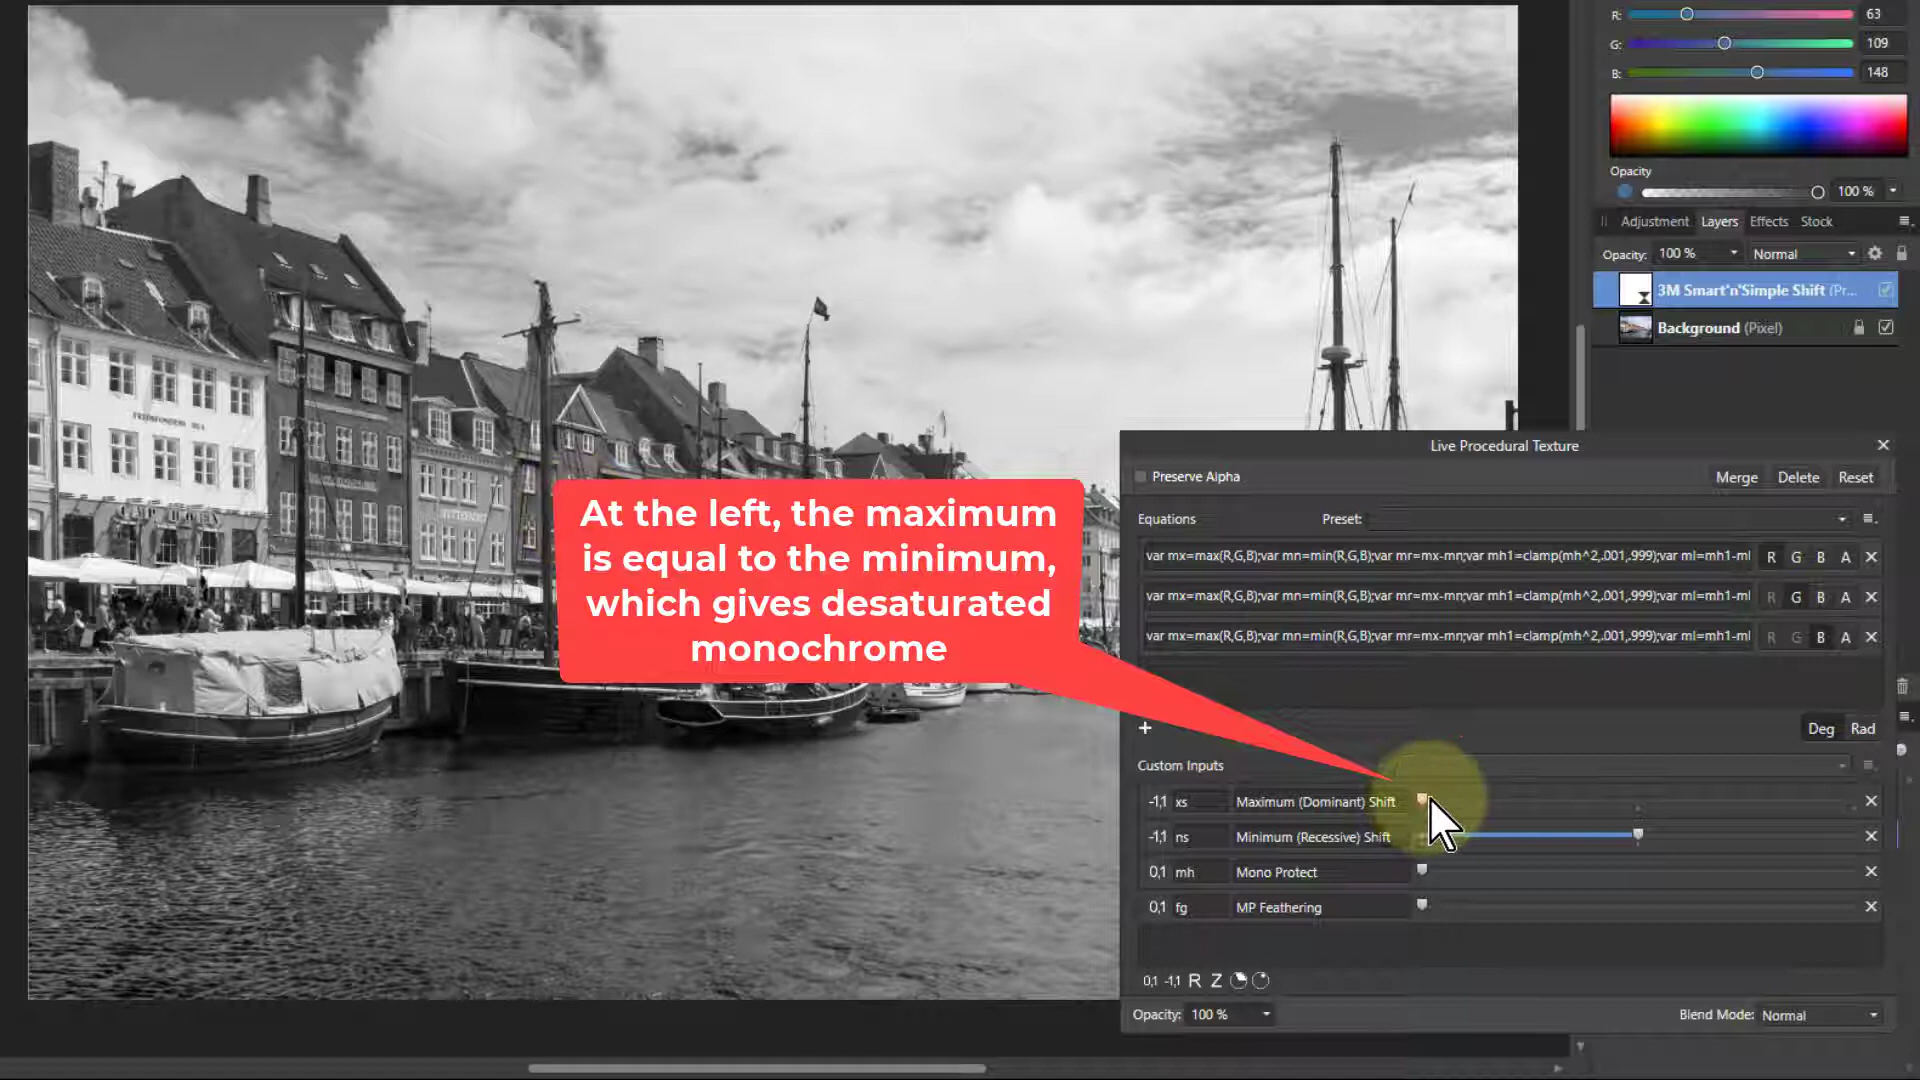 R: 63
G: 109
B: 148
Opacity
100 %
Adjustment Layers Effects Stock
Opacity: 100 % Normal
3M Smart'n'Simple Shift (Pr...
Background (Pixel)
Live Procedural Texture
Preserve Alpha Merge Delete Reset
Equations Preset:
var mx=max(R,G,B);var mn=min(R,G,B);var mr=mx-mn;var mh1=clamp(mh^2,.001,.999);var ml=mh1-ml R G B A
var mx=max(R,G,B);var mn=min(R,G,B);var mr=mx-mn;var mh1=clamp(mh^2,.001,.999);var ml=mh1-ml R G B A
var mx=max(R,G,B);var mn=min(R,G,B);var mr=mx-mn;var mh1=clamp(mh^2,.001,.999);var ml=mh1-ml R G B A
At the left, the maximum
is equal to the minimum,
which gives desaturated
monochrome
Deg Rad
Custom Inputs
-1,1 xs Maximum (Dominant) Shift
-1,1 ns Minimum (Recessive) Shift
0,1 mh Mono Protect
0,1 fg MP Feathering
0,1 -1,1 R Z
Opacity: 100 % Blend Mode: Normal